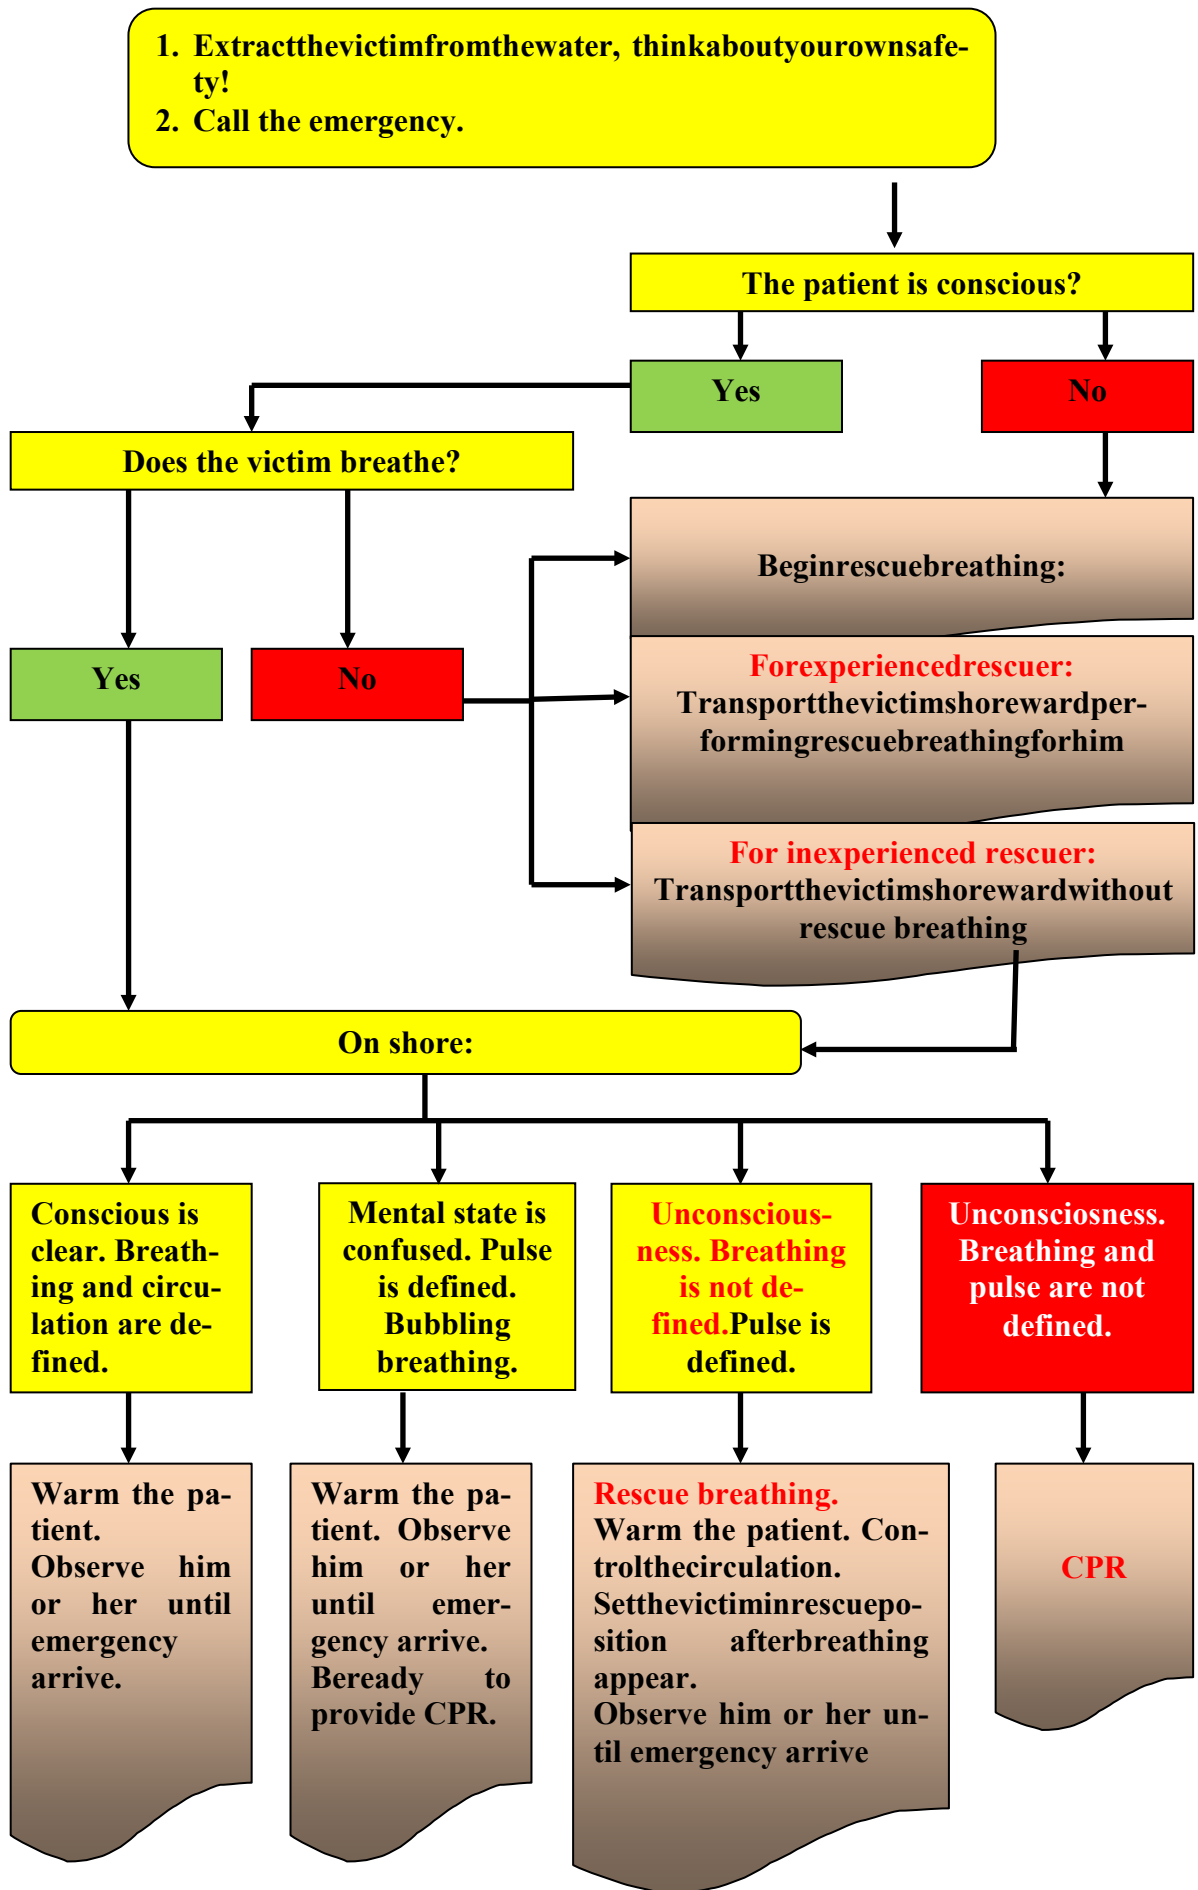 1. Extractthevictimfromthewater, thinkaboutyourownsafe-
ty!
2. Call the emergency.
The patient is conscious?
Yes
No
Does the victim breathe?
Beginrescuebreathing:
Yes
No
Forexperiencedrescuer:
Transportthevictimshorewardper-
formingrescuebreathingforhim
For inexperienced rescuer:
Transportthevictimshorewardwithout
rescue breathing
On shore:
Conscious is
clear. Breath-
ing and circu-
lation are de-
fined.
Mental state is
confused. Pulse
is defined.
Bubbling
breathing.
Unconscious-
ness. Breathing
is not de-
fined.Pulse is
defined.
Unconsciosness.
Breathing and
pulse are not
defined.
Warm the pa-
tient.
Observe him
or her until
emergency
arrive.
Warm the pa-
tient. Observe
him or her
until emer-
gency arrive.
Beready to
provide CPR.
Rescue breathing.
Warm the patient. Con-
trolthecirculation.
Setthevictiminrescuepo-
sition afterbreathing
appear.
Observe him or her un-
til emergency arrive
CPR